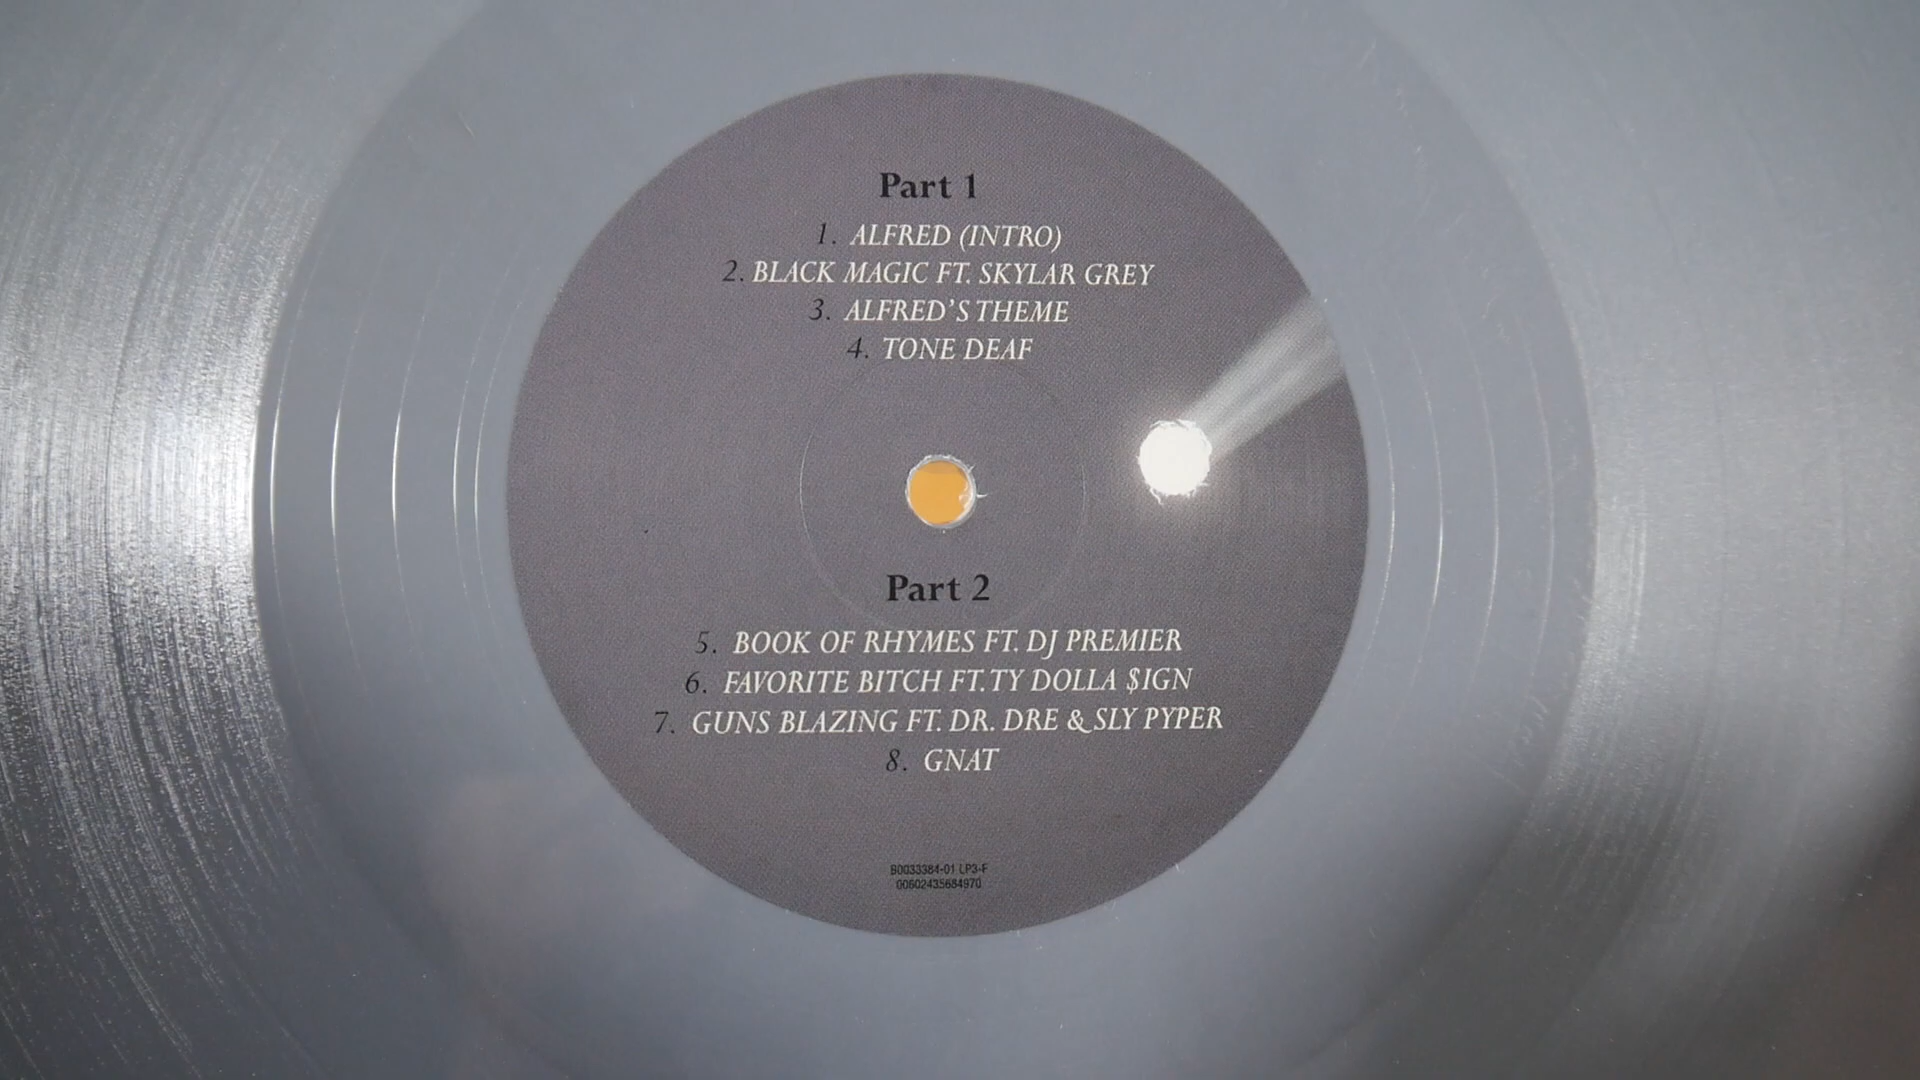 Part 1
1. ALFRED (INTRO)
2. BLACK MAGIC FT. SKYLAR GREY
3. ALFRED'S THEME
4. TONE DEAF
Part 2
5. BOOK OF RHYMES FT. DJ PREMIER
6. FAVORITE BITCH FT. TY DOLLA $IGN
7. GUNS BLAZING FT. DR. DRE & SLY PYPER
8. GNAT
B0033384-01 LP3-F
00602435684970